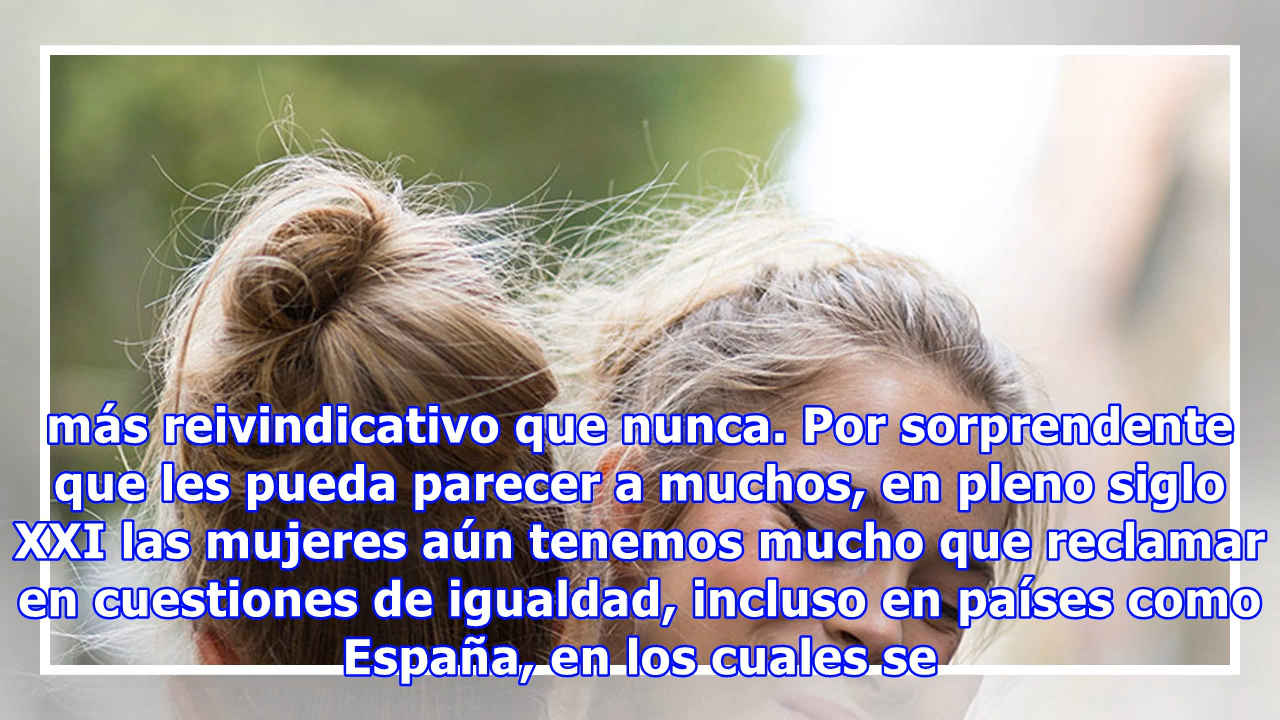 más reivindicativo que nunca. Por sorprendente
que les pueda parecer a muchos, en pleno siglo
XXI las mujeres aún tenemos mucho que reclamar
en cuestiones de igualdad, incluso en países como
España, en los cuales se